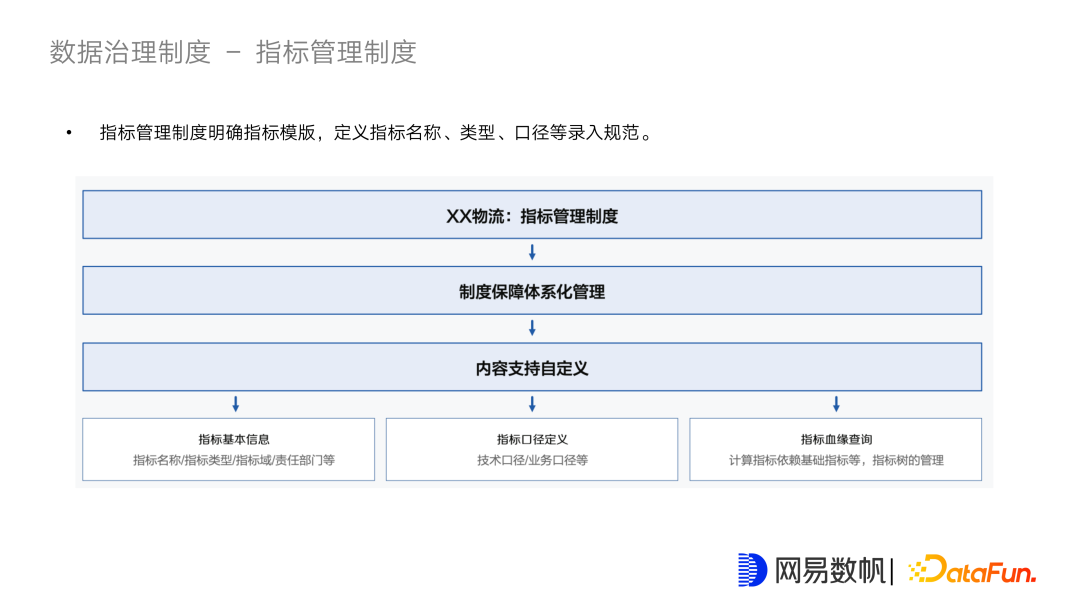 数据治理制度 － 指标管理制度
• 指标管理制度明确指标模版，定义指标名称、类型、口径等录入规范。
XX物流：指标管理制度
制度保障体系化管理
内容支持自定义
指标基本信息
指标名称/指标类型/指标域/责任部门等
指标口径定义
技术口径/业务口径等
指标血缘查询
计算指标依赖基础指标等，指标树的管理
网易数帆 | DataFun.